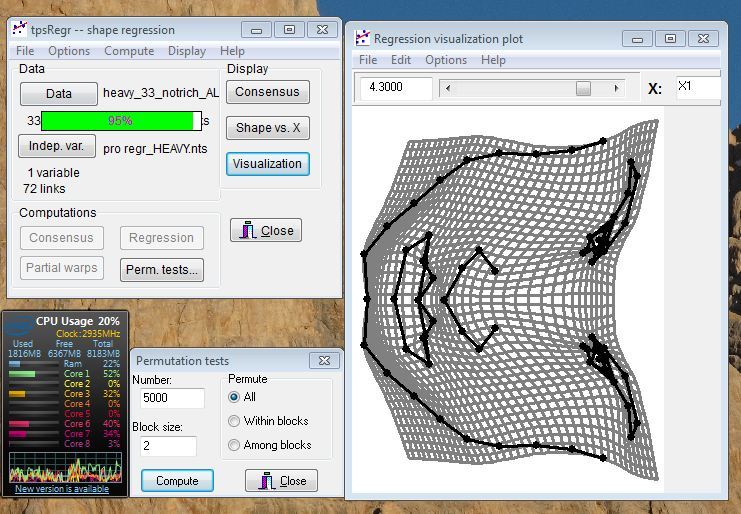 tpsRegr -- shape regression
File Options Compute Display Help
Data
Data heavy_33_notrich_AL
33 95%
Indep. var. pro regr_HEAVY.nts
1 variable
72 links
Display
Consensus
Shape vs. X
Visualization
Computations
Consensus Regression
Partial warps Perm. tests...
Close
Regression visualization plot
File Edit Options Help
4.3000 X: X1
CPU Usage 20%
Clock:2935MHz
Used Free Total
1816MB 6367MB 8183MB
Ram 22%
Core 1 52%
Core 2 0%
Core 3 32%
Core 4 0%
Core 5 0%
Core 6 40%
Core 7 34%
Core 8 3%
New version is available
Permutation tests
Number:
5000
Block size:
2
Permute
All
Within blocks
Among blocks
Compute Close